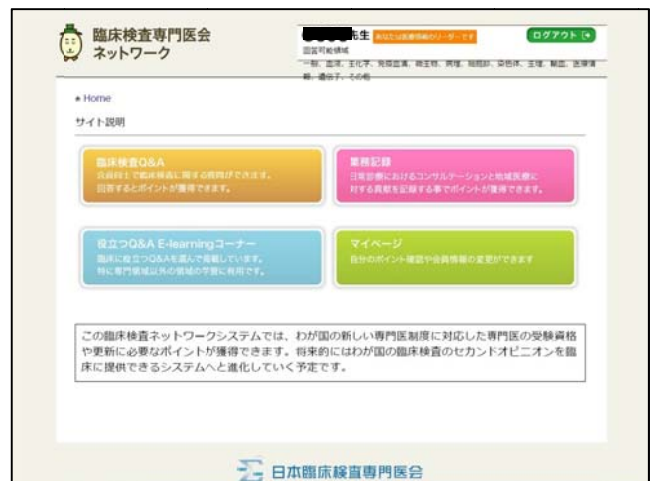 臨床検査専門医会
ネットワーク
先生 あなたは医療情報のリーダーです
ログアウト
回答可能領域
一般、血液、生化学、免疫血清、微生物、病理、細胞診、染色体、生理、輸血、医療情
報、遺伝子、その他
Home
サイト説明
臨床検査Q&A
会員同士で臨床検査に関する質問ができます。
回答するとポイントが獲得できます。
業務記録
日常診療におけるコンサルテーションと地域医療に
対する貢献を記録する事でポイントが獲得できます。
役立つQ&A E-learningコーナー
臨床に役立つQ&Aを選んで掲載しています。
特に専門領域以外の領域の学習に利用です。
マイページ
自分のポイント確認や会員情報の変更ができます
この臨床検査ネットワークシステムでは、わが国の新しい専門医制度に対応した専門医の受験資格
や更新に必要なポイントが獲得できます。将来的にはわが国の臨床検査のセカンドオピニオンを臨
床に提供できるシステムへと進化していく予定です。
日本臨床検査専門医会